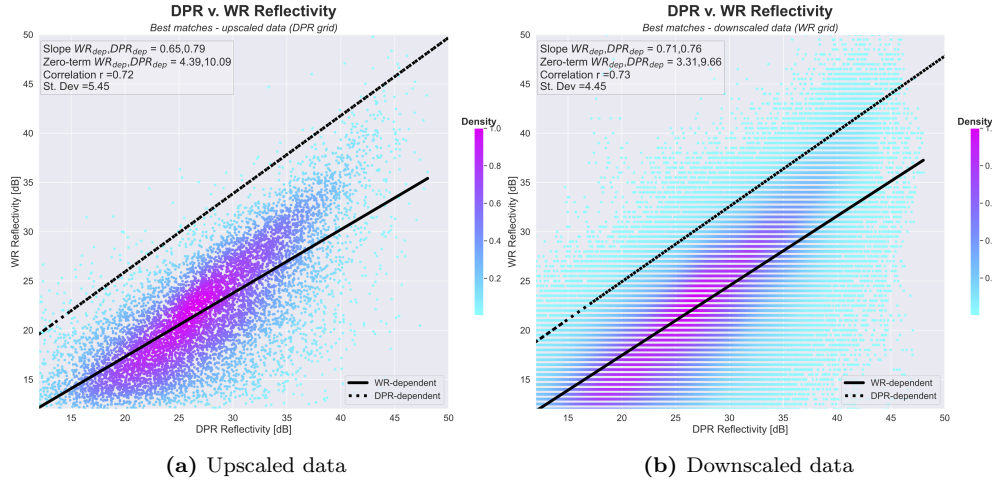 DPR v. WR Reflectivity
Best matches - upscaled data (DPR grid)
Slope WR_dep,DPR_dep = 0.65,0.79
Zero-term WR_dep,DPR_dep = 4.39,10.09
Correlation r =0.72
St. Dev =5.45
50
45
40
35
30
25
20
15
WR Reflectivity [dB]
15 20 25 30 35 40 45 50
DPR Reflectivity [dB]
WR-dependent
DPR-dependent
Density
1.0
0.8
0.6
0.4
0.2
(a) Upscaled data
DPR v. WR Reflectivity
Best matches - downscaled data (WR grid)
Slope WR_dep,DPR_dep = 0.71,0.76
Zero-term WR_dep,DPR_dep = 3.31,9.66
Correlation r =0.73
St. Dev =4.45
50
45
40
35
30
25
20
15
WR Reflectivity [dB]
15 20 25 30 35 40 45 50
DPR Reflectivity [dB]
WR-dependent
DPR-dependent
Density
1.
0.
0.
0.
0.
(b) Downscaled data